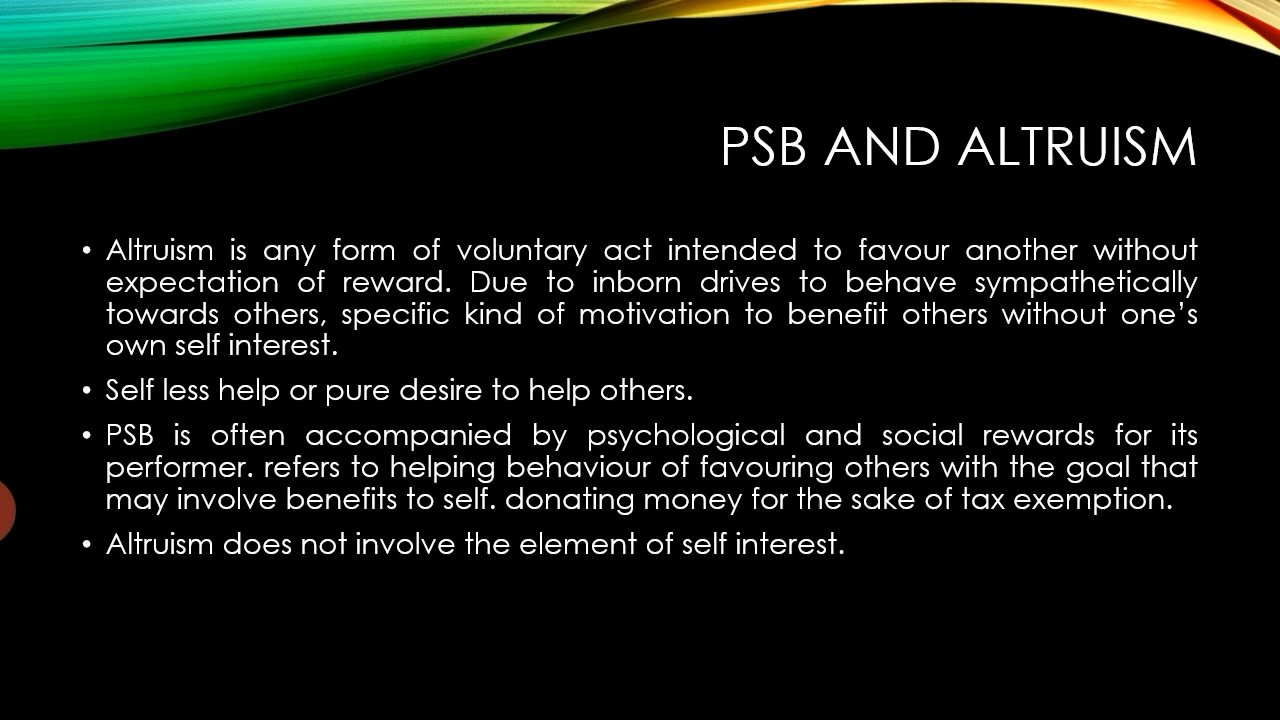 PSB AND ALTRUISM
• Altruism is any form of voluntary act intended to favour another without
expectation of reward. Due to inborn drives to behave sympathetically
towards others, specific kind of motivation to benefit others without one’s
own self interest.
• Self less help or pure desire to help others.
• PSB is often accompanied by psychological and social rewards for its
performer. refers to helping behaviour of favouring others with the goal that
may involve benefits to self. donating money for the sake of tax exemption.
• Altruism does not involve the element of self interest.